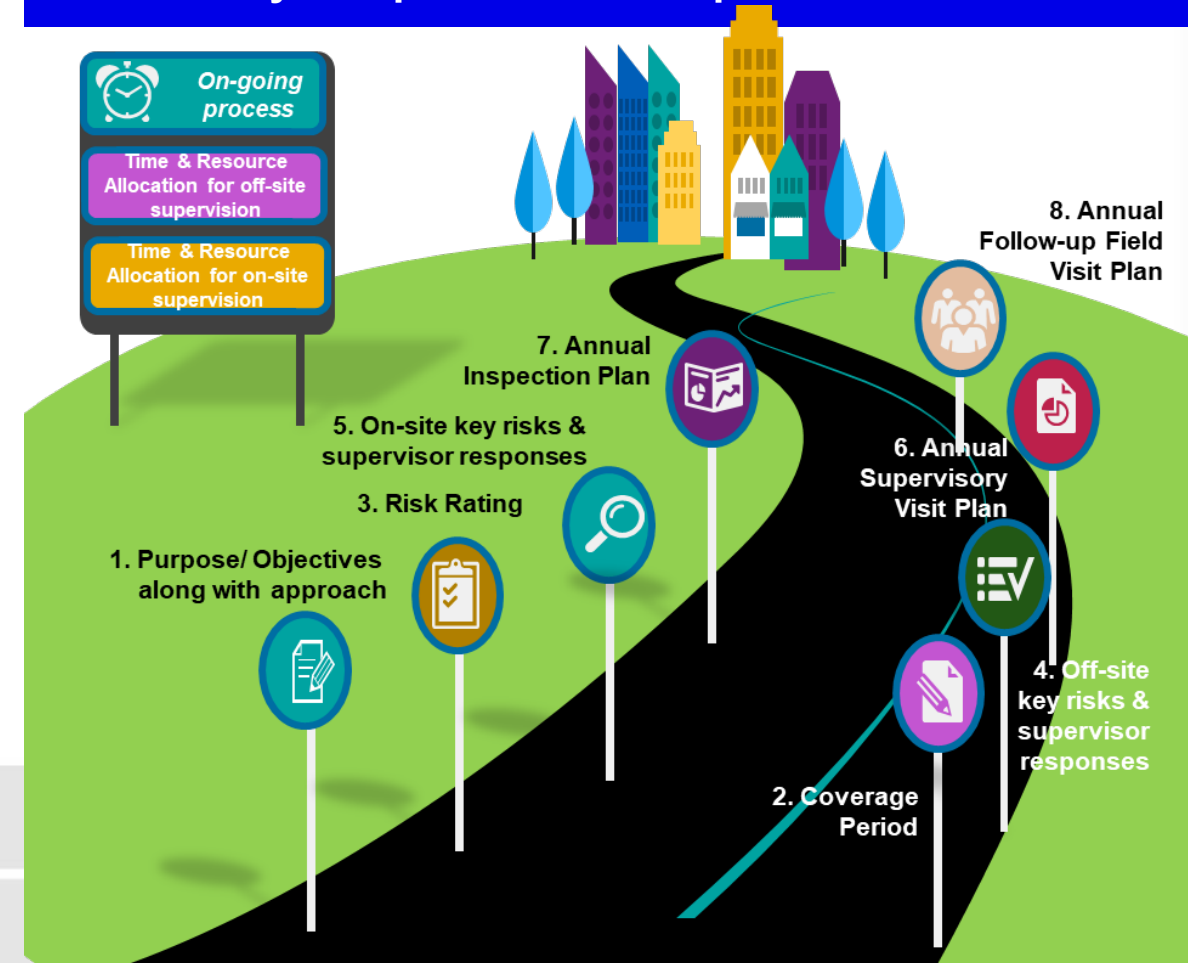 On-going
process
Time & Resource
Allocation for off-site
supervision
Time & Resource
Allocation for on-site
supervision
8. Annual
Follow-up Field
Visit Plan
7. Annual
Inspection Plan
5. On-site key risks &
supervisor responses
6. Annual
Supervisory
Visit Plan
3. Risk Rating
1. Purpose/ Objectives
along with approach
4. Off-site
key risks &
supervisor
responses
2. Coverage
Period